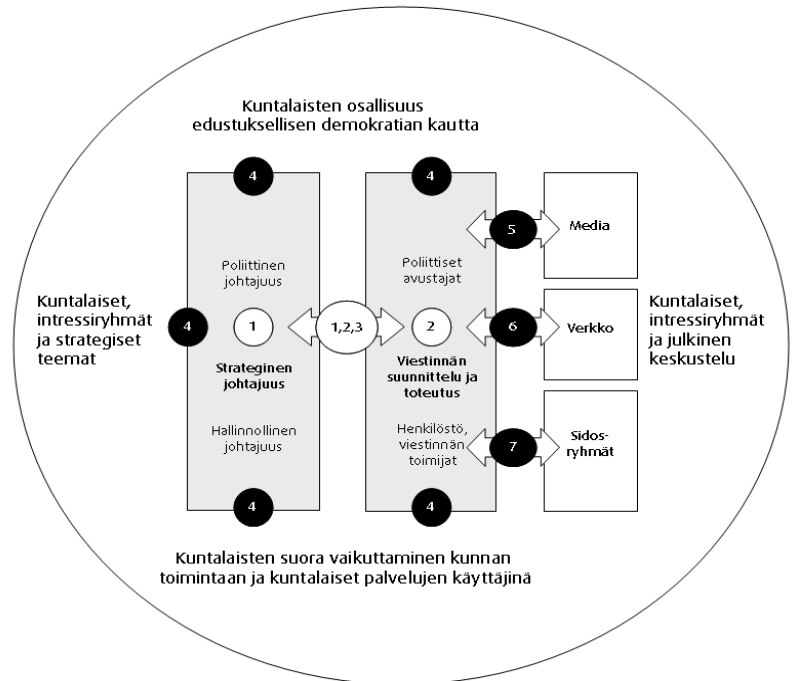 Kuntalaisten osallisuus
edustuksellisen demokratian kautta
4
4
5
Media
Poliittinen
johtajuus
Poliittiset
avustajat
Kuntalaiset,
intressiryhmät
ja strategiset
teemat
4
1
1,2,3
2
6
Verkko
Kuntalaiset,
intressiryhmät
ja julkinen
keskustelu
Strateginen
johtajuus
Viestinnän
suunnittelu ja
toteutus
Hallinnollinen
johtajuus
Henkilöstö,
viestinnän
toimijat
7
Sidos-
ryhmät
4
4
Kuntalaisten suora vaikuttaminen kunnan
toimintaan ja kuntalaiset palvelujen käyttäjinä